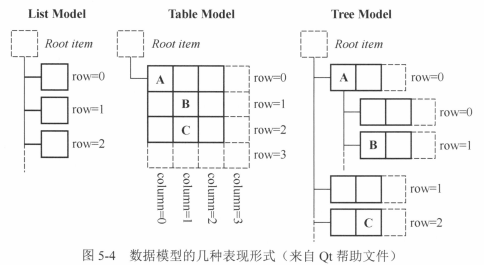 List Model
Table Model
Tree Model
Root item
Root item
Root item
row=0
row=1
row=2
A
B
C
row=0
row=1
row=2
row=3
column=0
column=1
column=2
column=3
A
row=0
row=0
B
row=1
row=1
C
row=2
图 5-4 数据模型的几种表现形式（来自 Qt 帮助文件）